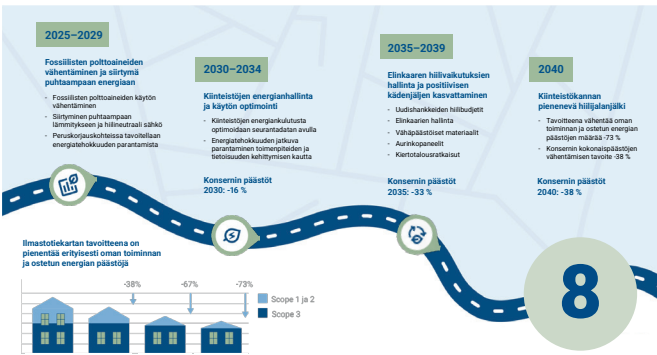 2025–2029
Fossiilisten polttoaineiden
vähentäminen ja siirtymä
puhtaampaan energiaan
- Fossiilisten polttoaineiden käytön
vähentäminen
- Siirtyminen puhtaampaan
lämmitykseen ja hiilineutraali sähkö
- Peruskorjauskohteissa tavoitellaan
energiatehokkuuden parantamista
2030–2034
Kiinteistöjen energianhallinta
ja käytön optimointi
- Kiinteistöjen energiankulutusta
optimoidaan seurantadatan avulla
- Energiatehokkuuden jatkuva
parantaminen toimenpiteiden ja
tietoisuuden kehittymisen kautta
Konsernin päästöt
2030: -16 %
2035–2039
Elinkaaren hiilivaikutuksien
hallinta ja positiivisen
kädenjäljen kasvattaminen
- Uudishankkeiden hiilibudjetit
- Elinkaarien hallinta
- Vähäpäästöiset materiaalit
- Aurinkopaneelit
- Kiertotalousratkaisut
Konsernin päästöt
2035: -33 %
2040
Kiinteistökannan
pienenevä hiilijalanjälki
- Tavoitteena vähentää oman
toiminnan ja ostetun energian
päästöjen määrää -73 %
- Konsernin kokonaispäästöjen
vähentämisen tavoite -38 %
Konsernin päästöt
2040: -38 %
Ilmastotiekartan tavoitteena on
pienentää erityisesti oman toiminnan
ja ostetun energian päästöjä
-38%
-67%
-73%
Scope 1 ja 2
Scope 3
8